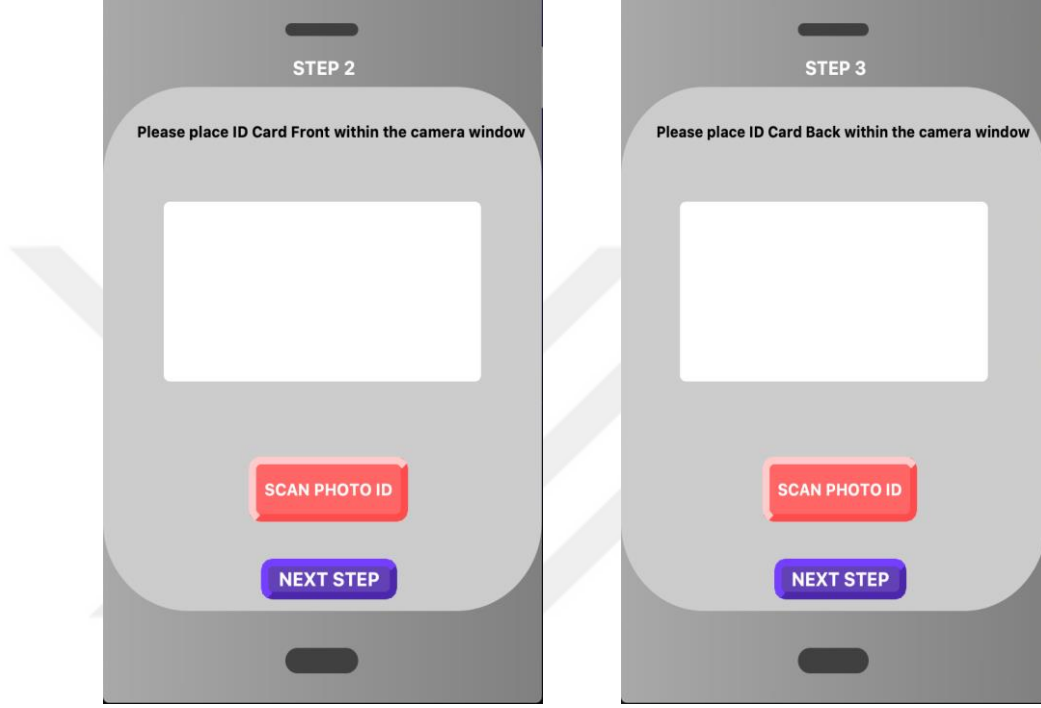 STEP 2
Please place ID Card Front within the camera window
SCAN PHOTO ID
NEXT STEP
STEP 3
Please place ID Card Back within the camera window
SCAN PHOTO ID
NEXT STEP